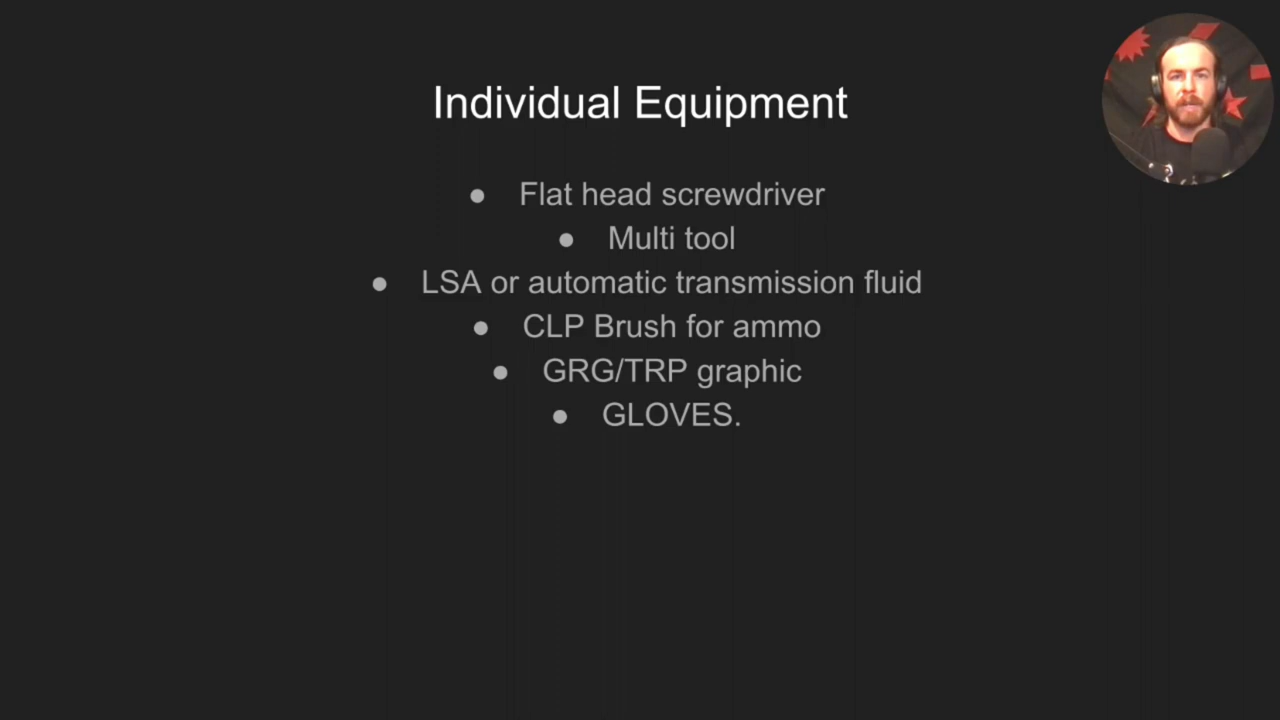 Individual Equipment
● Flat head screwdriver
● Multi tool
● LSA or automatic transmission fluid
● CLP Brush for ammo
● GRG/TRP graphic
● GLOVES.